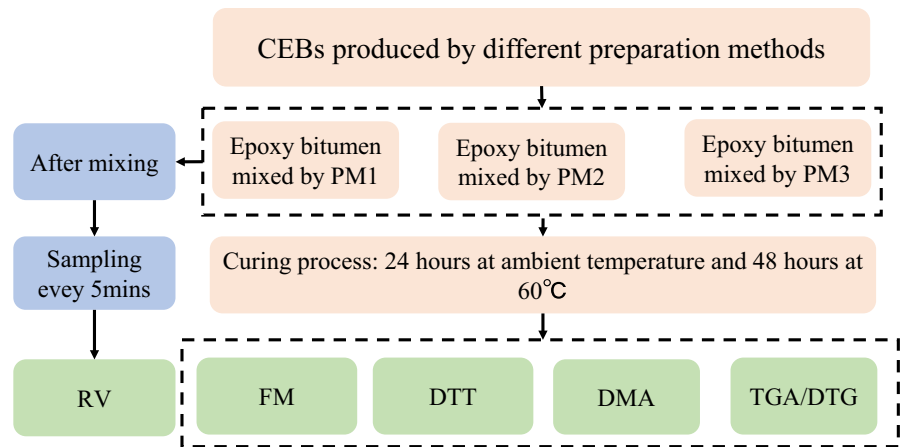 CEBs produced by different preparation methods
After mixing
Epoxy bitumen
mixed by PM1
Epoxy bitumen
mixed by PM2
Epoxy bitumen
mixed by PM3
Sampling
evey 5mins
Curing process: 24 hours at ambient temperature and 48 hours at
60℃
RV
FM
DTT
DMA
TGA/DTG